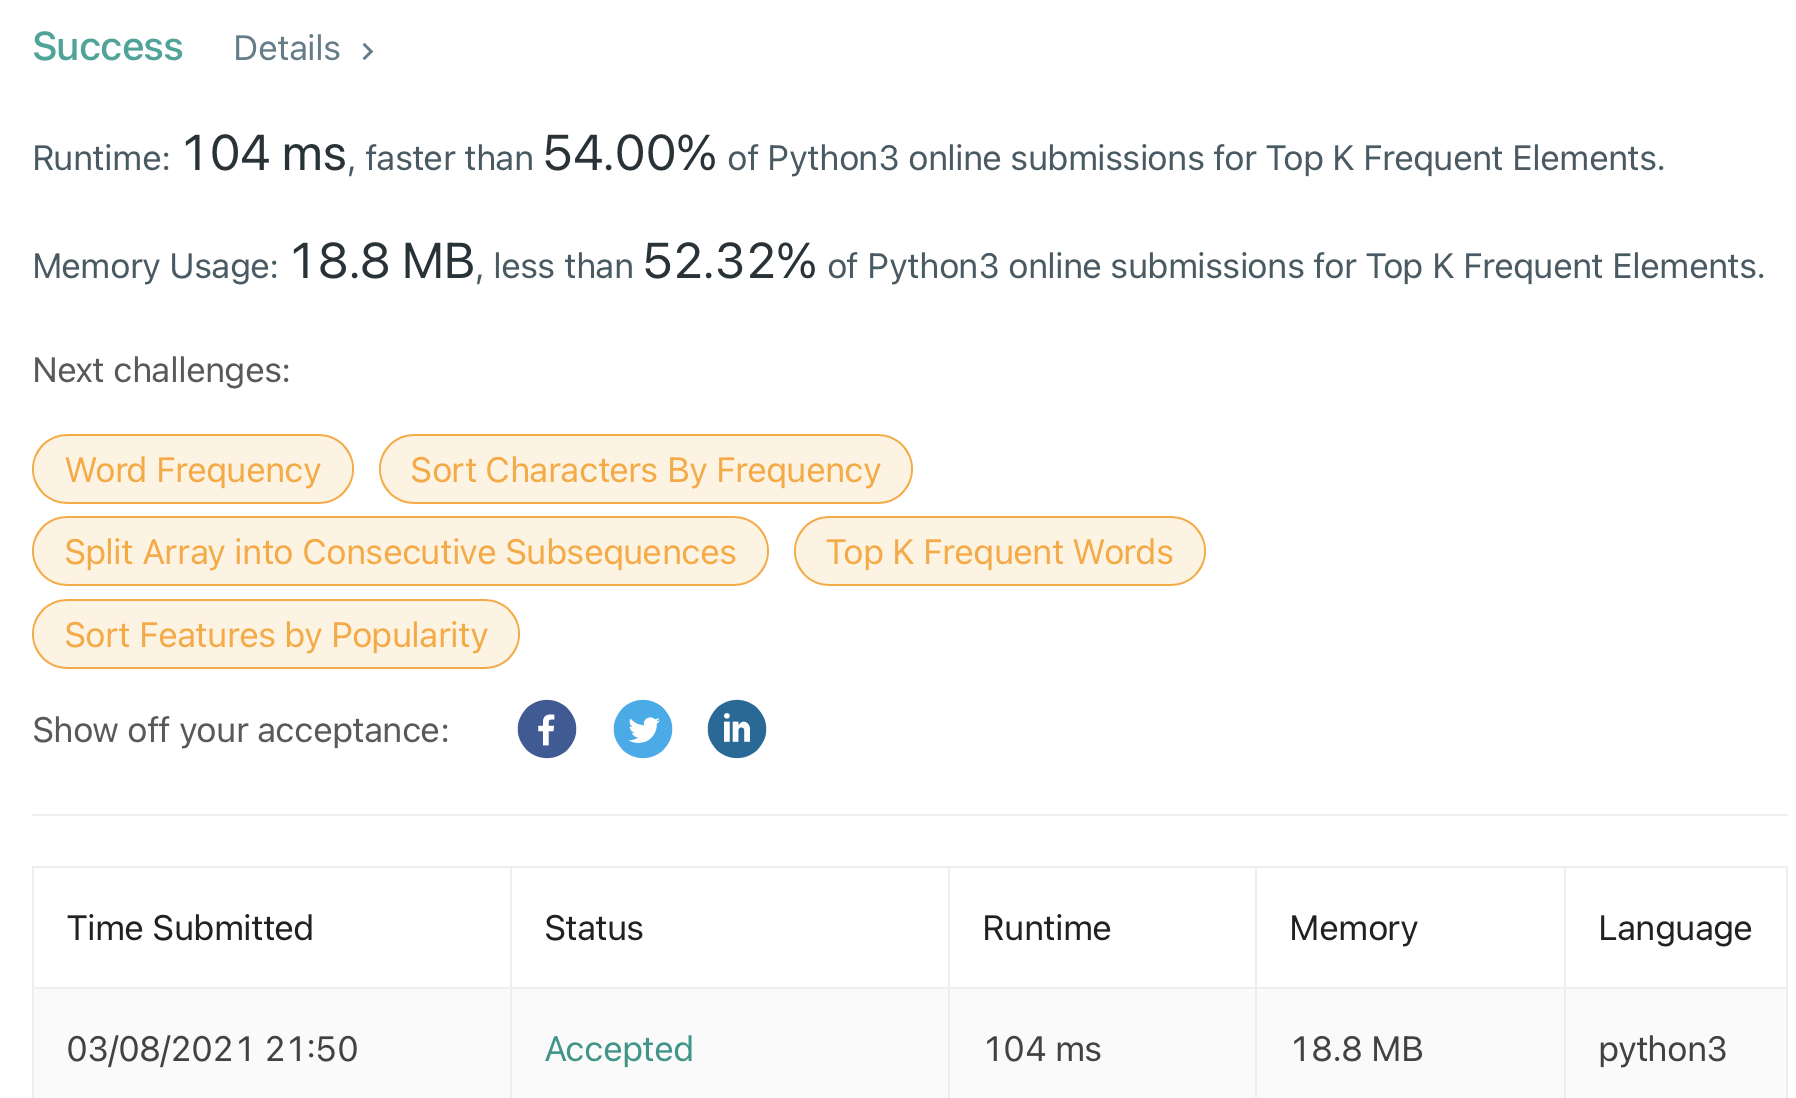 Success Details >
Runtime: 104 ms, faster than 54.00% of Python3 online submissions for Top K Frequent Elements.
Memory Usage: 18.8 MB, less than 52.32% of Python3 online submissions for Top K Frequent Elements.
Next challenges:
Word Frequency Sort Characters By Frequency
Split Array into Consecutive Subsequences Top K Frequent Words
Sort Features by Popularity
Show off your acceptance: f in
Time Submitted Status Runtime Memory Language
03/08/2021 21:50 Accepted 104 ms 18.8 MB python3